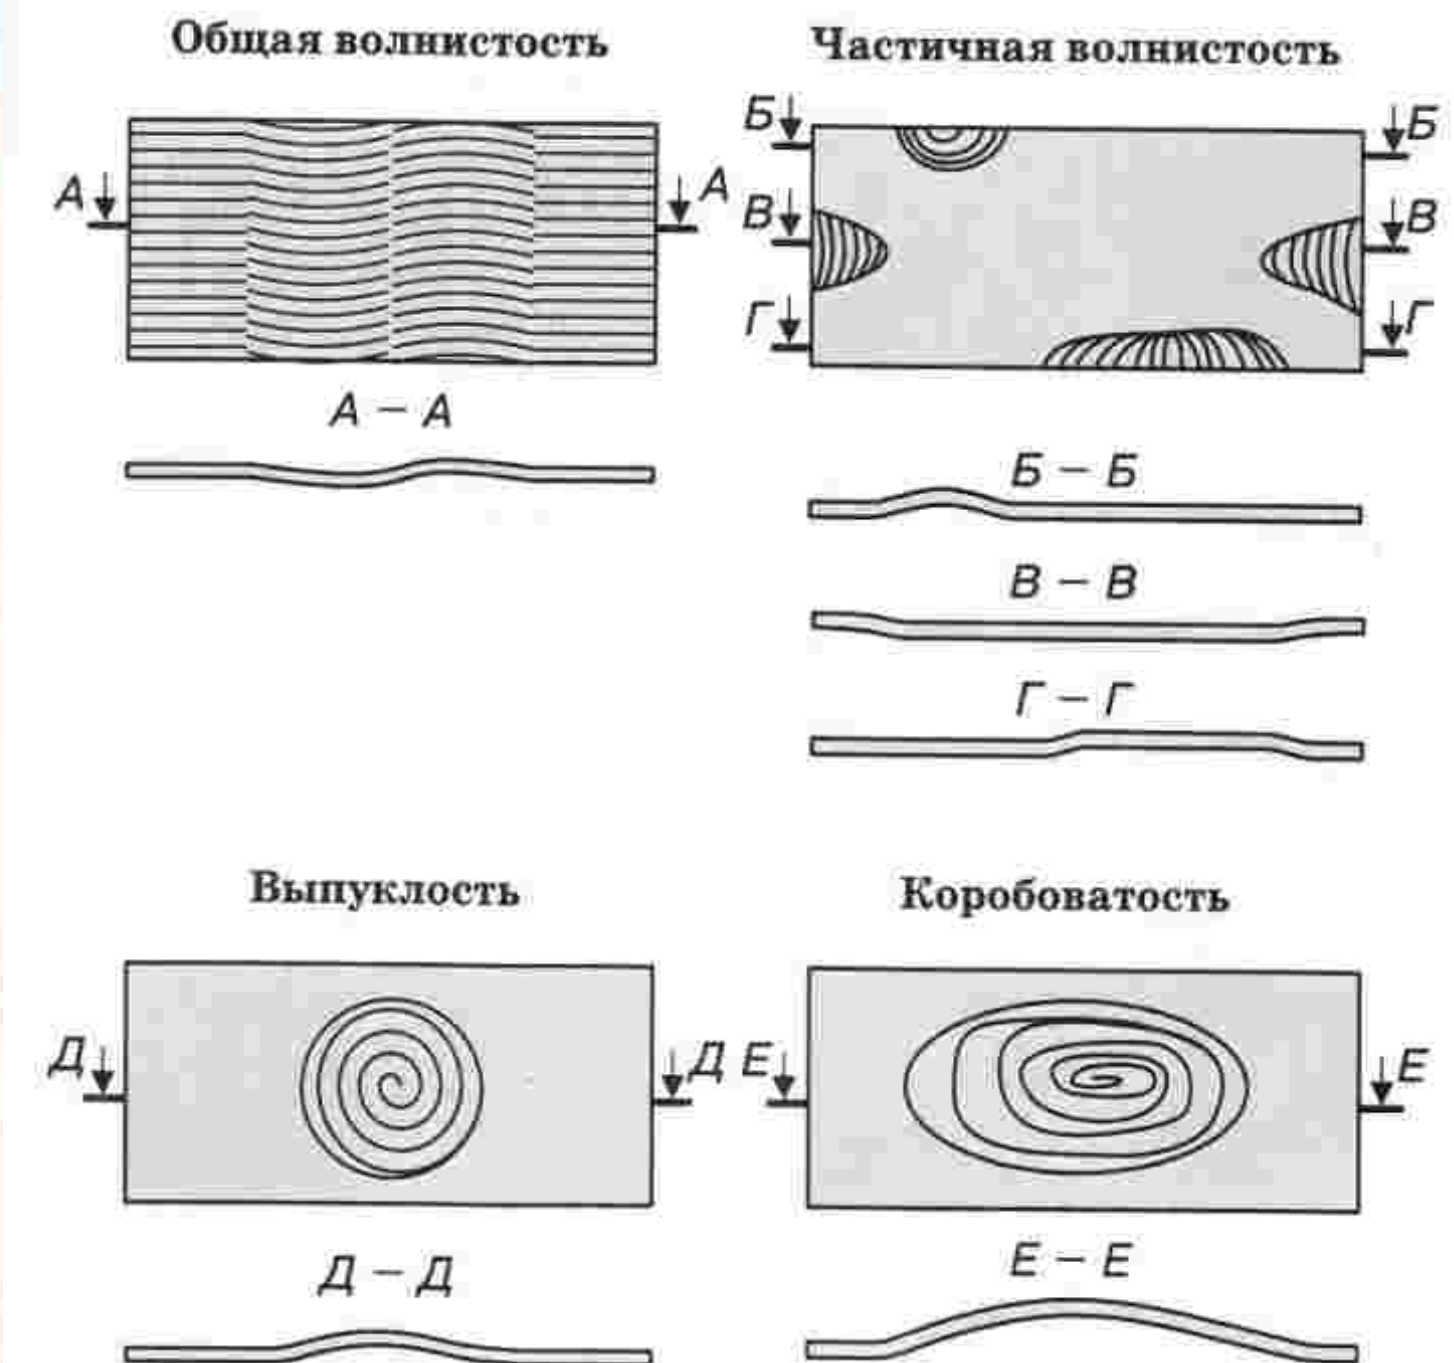 Общая волнистость
Частичная волнистость
А
А
Б
Б
В
В
Г
Г
А – А
Б – Б
В – В
Г – Г
Выпуклость
Коробоватость
Д
Д
Е
Е
Д – Д
Е – Е